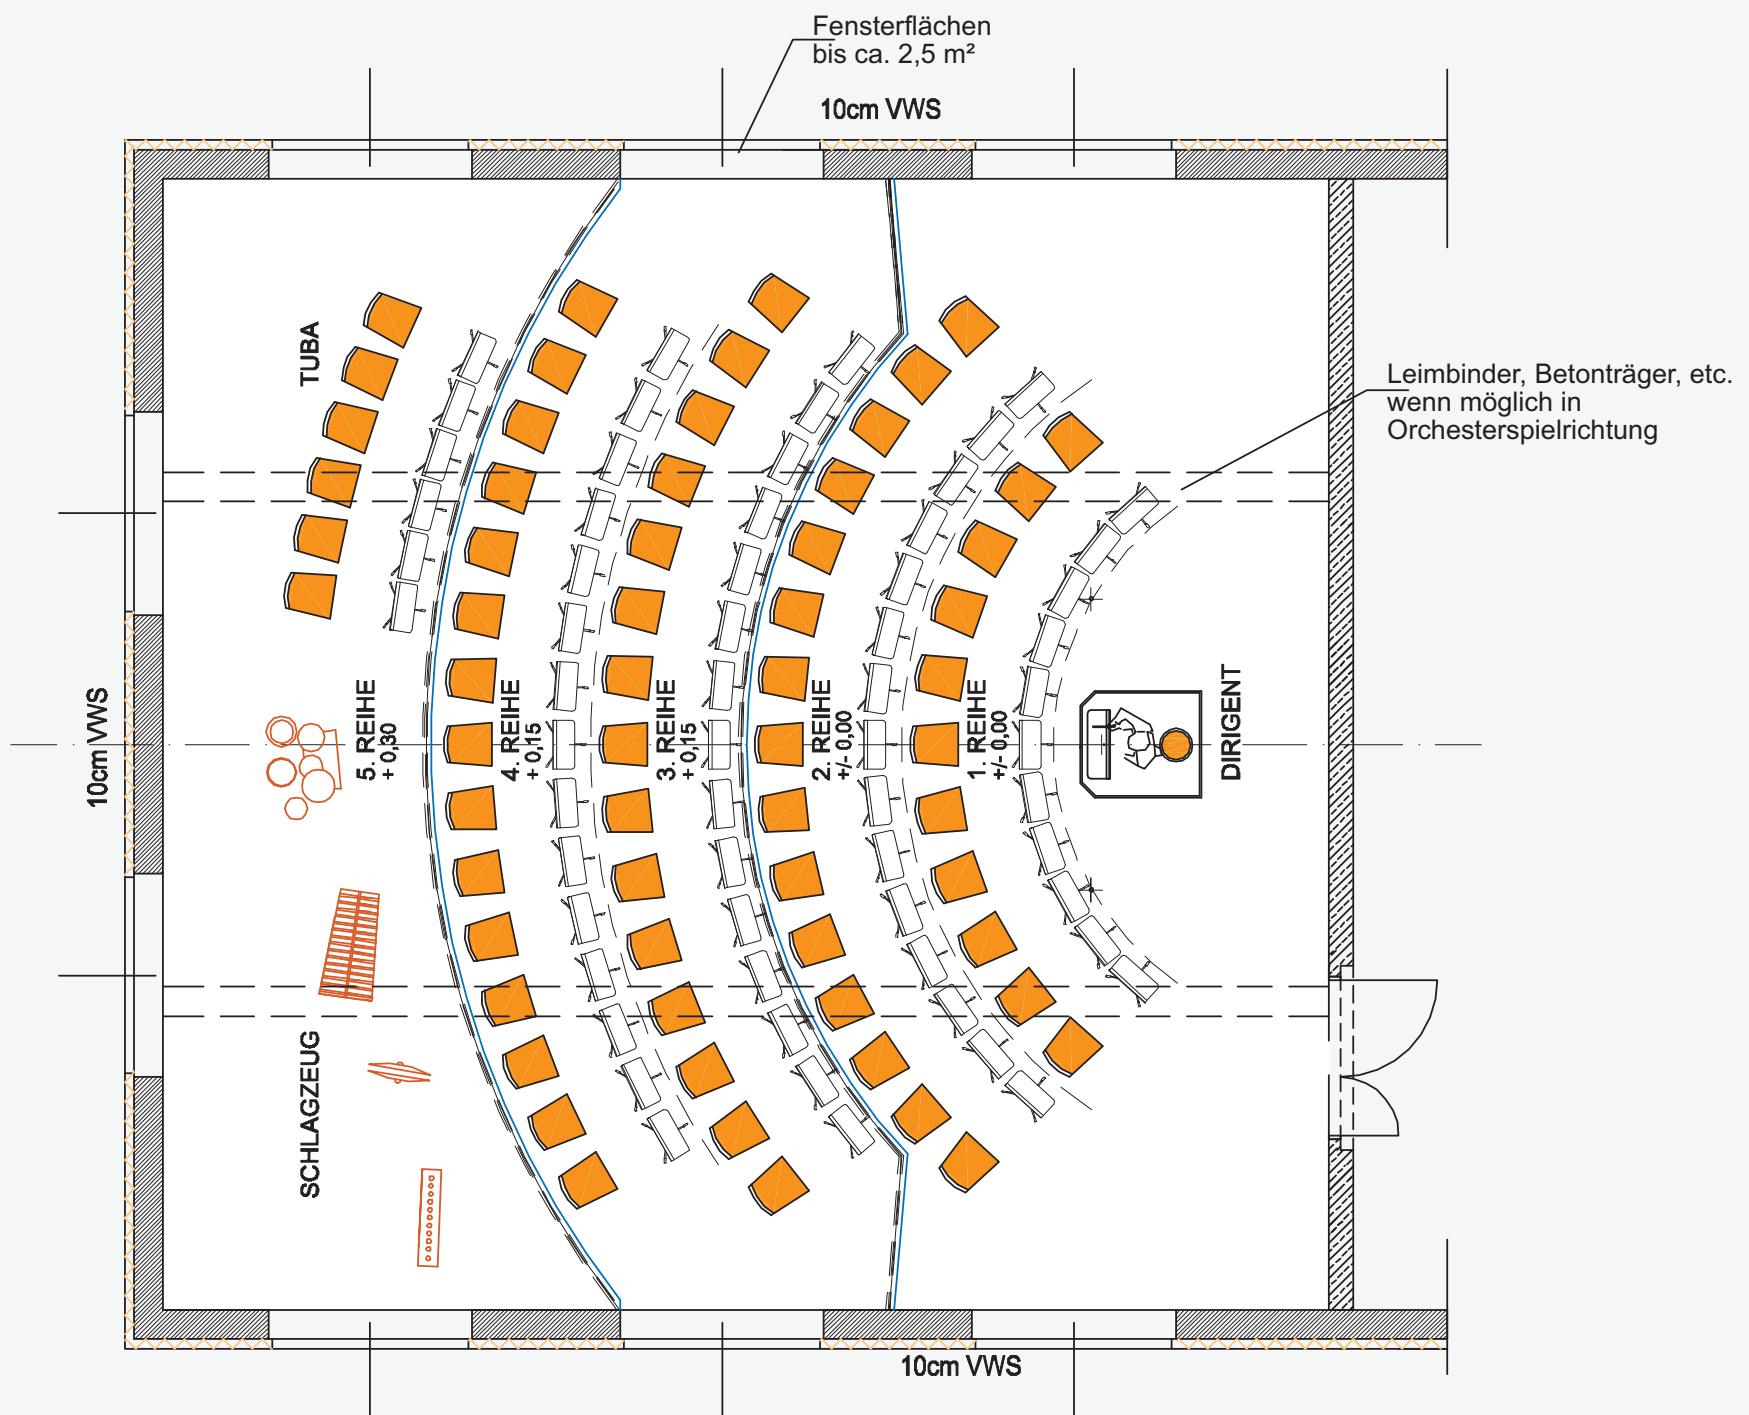 Fensterflächen
bis ca. 2,5 m²
10cm VWS
TUBA
Leimbinder, Betonträger, etc.
wenn möglich in
Orchesterspielrichtung
10cm VWS
5. REIHE
+ 0,30
4. REIHE
+ 0,15
3. REIHE
+ 0,15
2. REIHE
+/- 0,00
1. REIHE
+/- 0,00
DIRIGENT
SCHLAGZEUG
10cm VWS